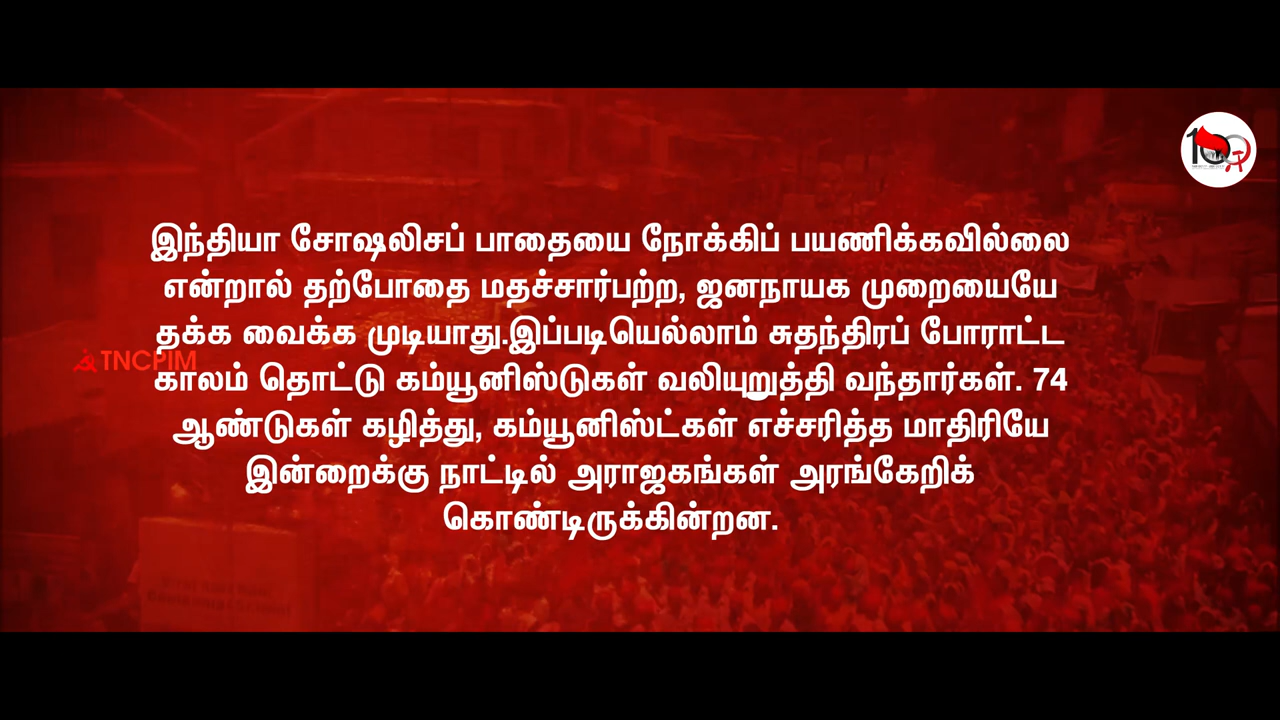 இந்தியா சோஷலிசப் பாதையை நோக்கிப் பயணிக்கவில்லை
என்றால் தற்போதை மதச்சார்பற்ற, ஜனநாயக முறையையே
தக்க வைக்க முடியாது.இப்படியெல்லாம் சுதந்திரப் போராட்ட
TNCPIM
காலம் தொட்டு கம்யூனிஸ்டுகள் வலியுறுத்தி வந்தார்கள். 74
ஆண்டுகள் கழித்து, கம்யூனிஸ்ட்கள் எச்சரித்த மாதிரியே
இன்றைக்கு நாட்டில் அராஜகங்கள் அரங்கேறிக்
கொண்டிருக்கின்றன.
100